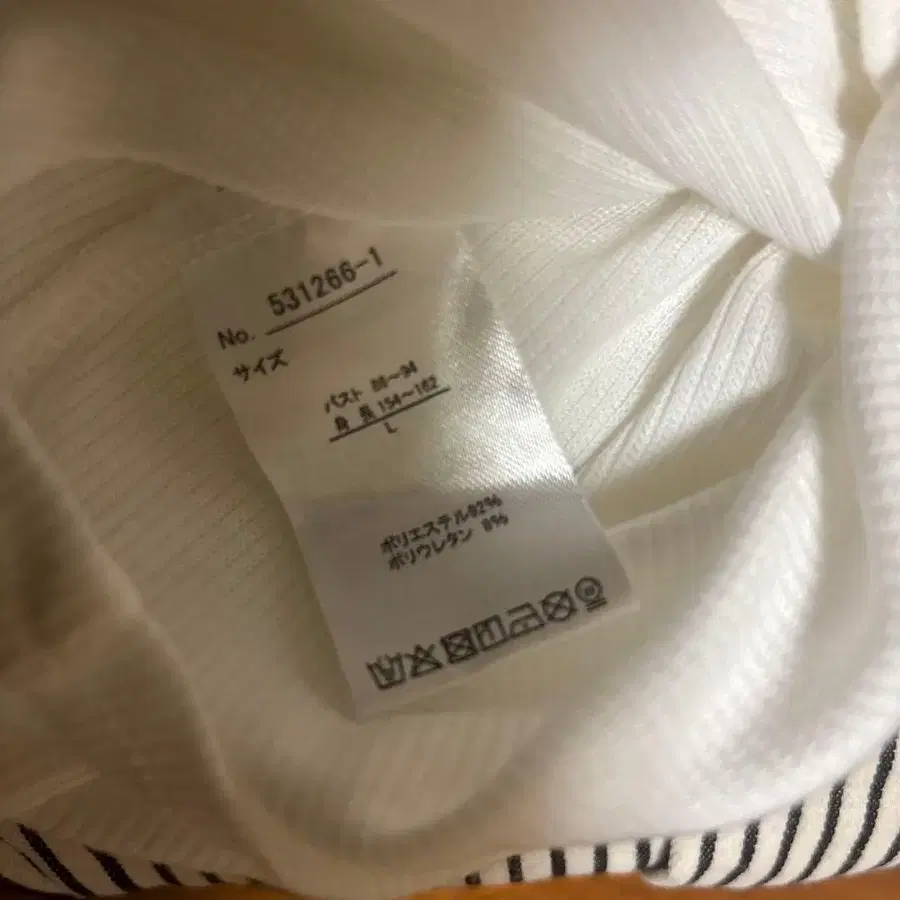 No. 531266-1
サイズ
バスト 86～94
身 長 154～162
L
ポリエステル92%
ポリウレタン 8%